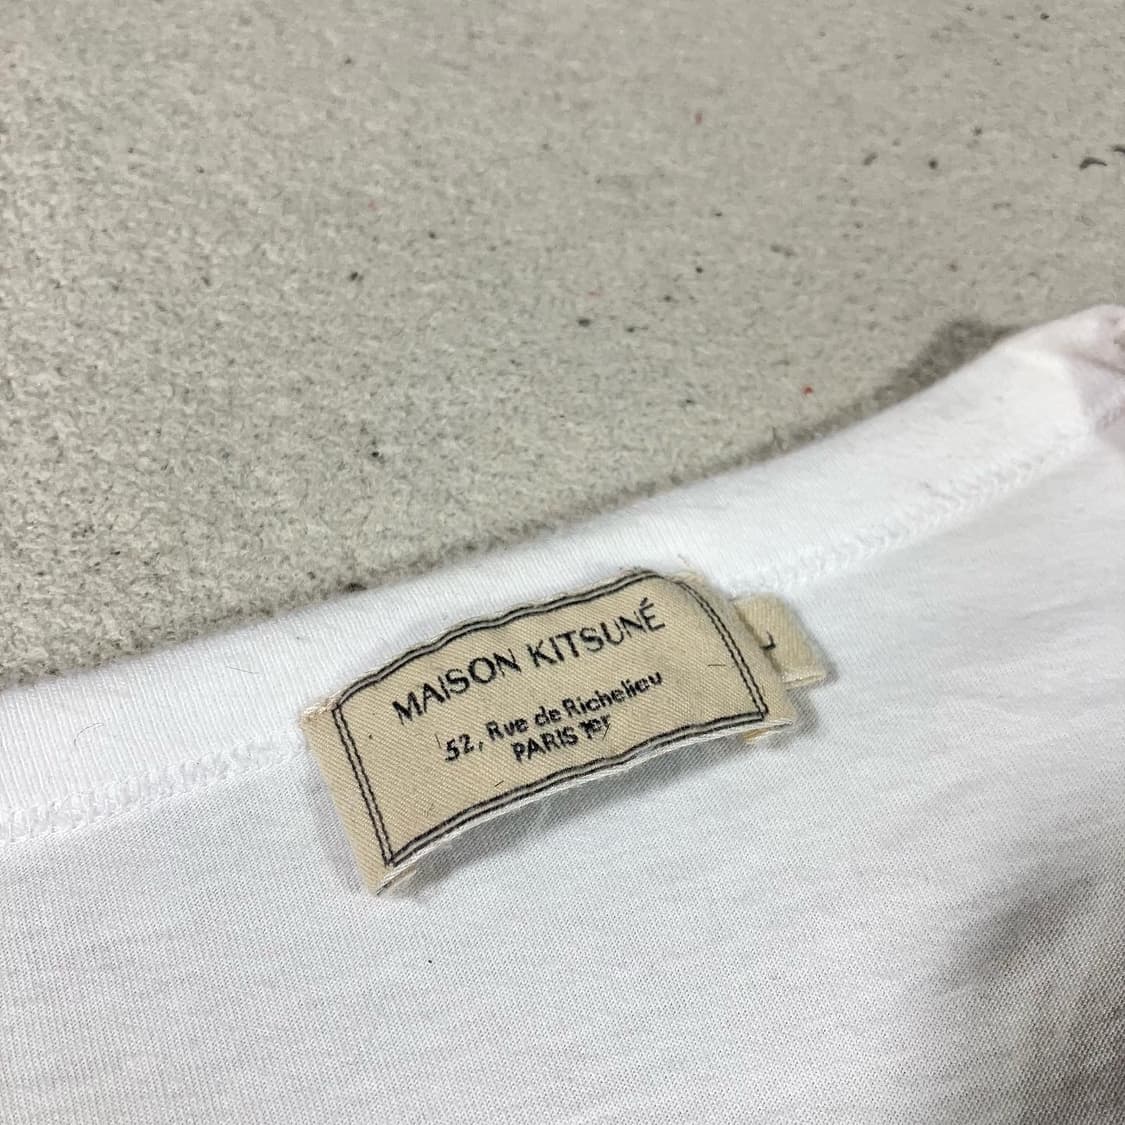 MAISON KITSUNÉ
52, Rue de Richelieu
PARIS 1er